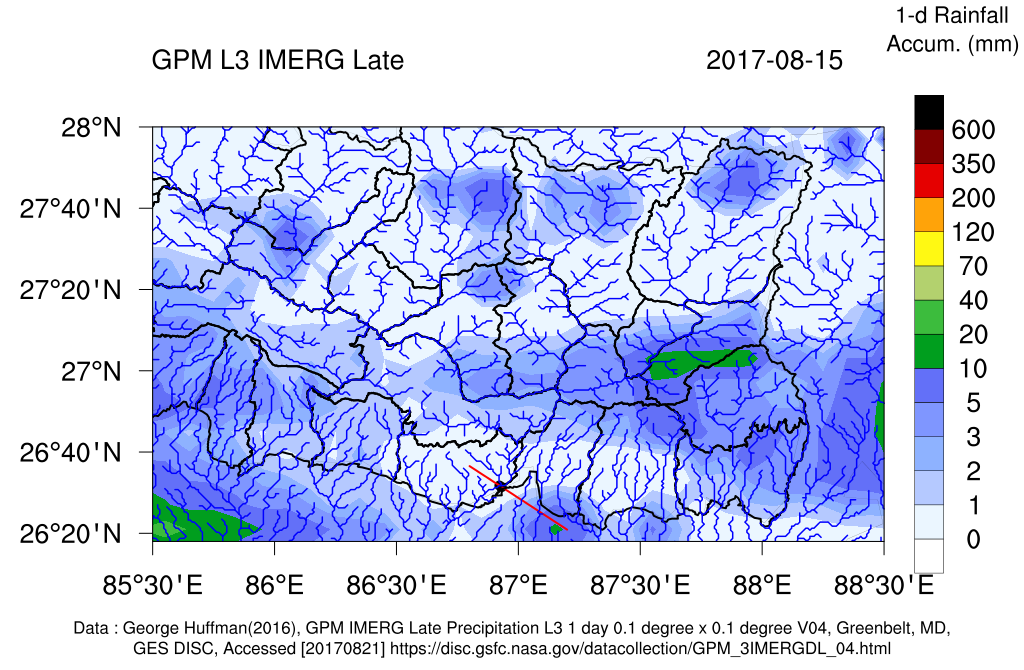 1-d Rainfall
Accum. (mm)
GPM L3 IMERG Late
2017-08-15
28°N
27°40'N
27°20'N
27°N
26°40'N
26°20'N
85°30'E 86°E 86°30'E 87°E 87°30'E 88°E 88°30'E
600
350
200
120
70
40
20
10
5
3
2
1
0
Data : George Huffman(2016), GPM IMERG Late Precipitation L3 1 day 0.1 degree x 0.1 degree V04, Greenbelt, MD,
GES DISC, Accessed [20170821] https://disc.gsfc.nasa.gov/datacollection/GPM_3IMERGDL_04.html